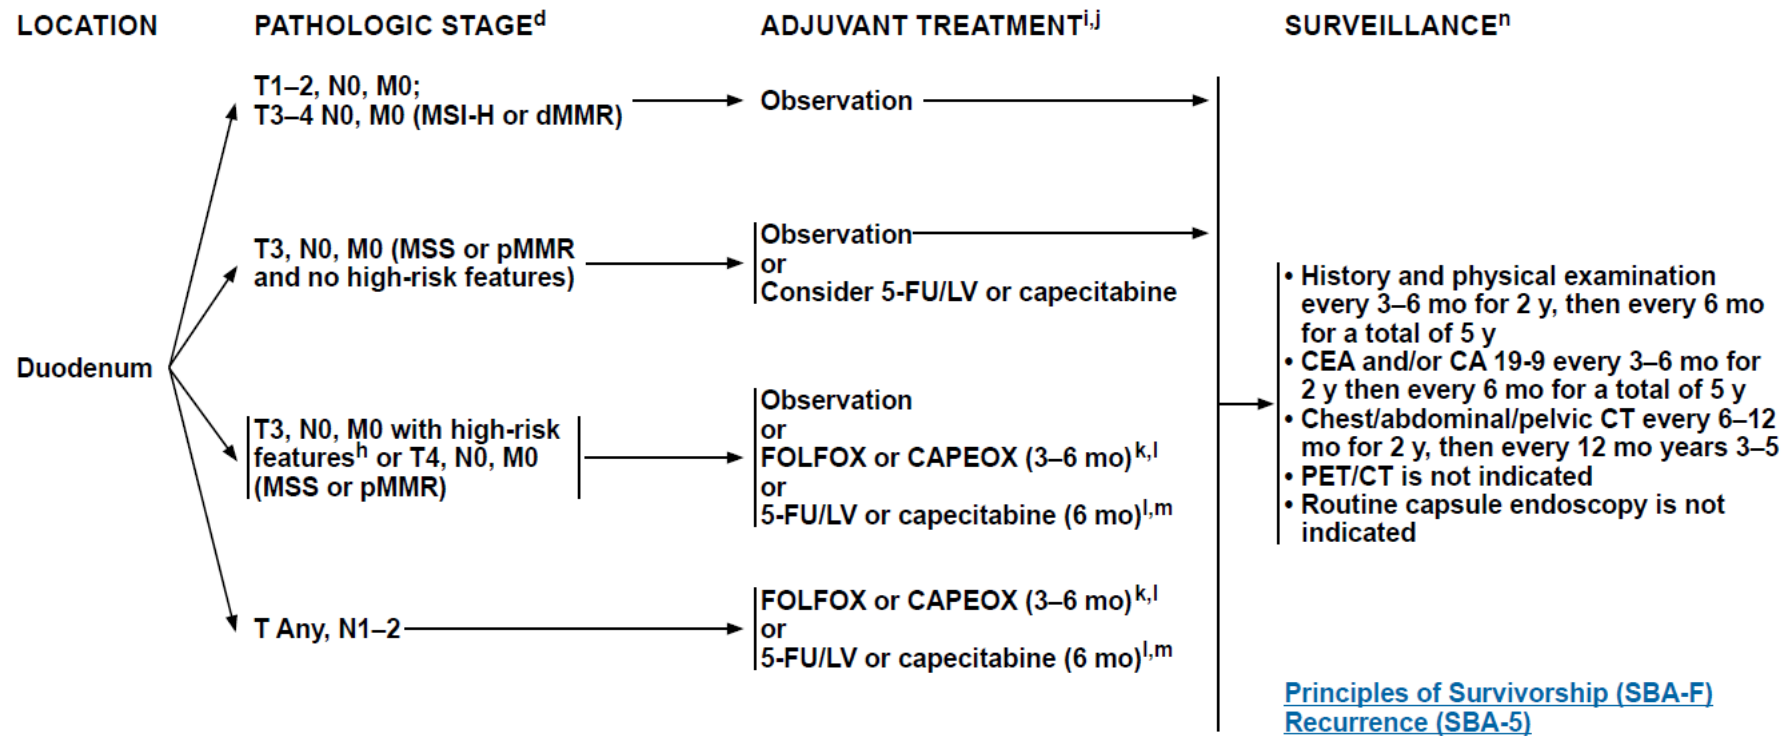 LOCATION
PATHOLOGIC STAGEd
ADJUVANT TREATMENTi,j
SURVEILLANCEn
Duodenum
T1–2, N0, M0;
T3–4 N0, M0 (MSI-H or dMMR)
Observation
T3, N0, M0 (MSS or pMMR
and no high-risk features)
Observation
or
Consider 5-FU/LV or capecitabine
T3, N0, M0 with high-risk
featuresh or T4, N0, M0
(MSS or pMMR)
Observation
or
FOLFOX or CAPEOX (3–6 mo)k,l
or
5-FU/LV or capecitabine (6 mo)l,m
T Any, N1–2
FOLFOX or CAPEOX (3–6 mo)k,l
or
5-FU/LV or capecitabine (6 mo)l,m
• History and physical examination
every 3–6 mo for 2 y, then every 6 mo
for a total of 5 y
• CEA and/or CA 19-9 every 3–6 mo for
2 y then every 6 mo for a total of 5 y
• Chest/abdominal/pelvic CT every 6–12
mo for 2 y, then every 12 mo years 3–5
• PET/CT is not indicated
• Routine capsule endoscopy is not
indicated
Principles of Survivorship (SBA-F)
Recurrence (SBA-5)